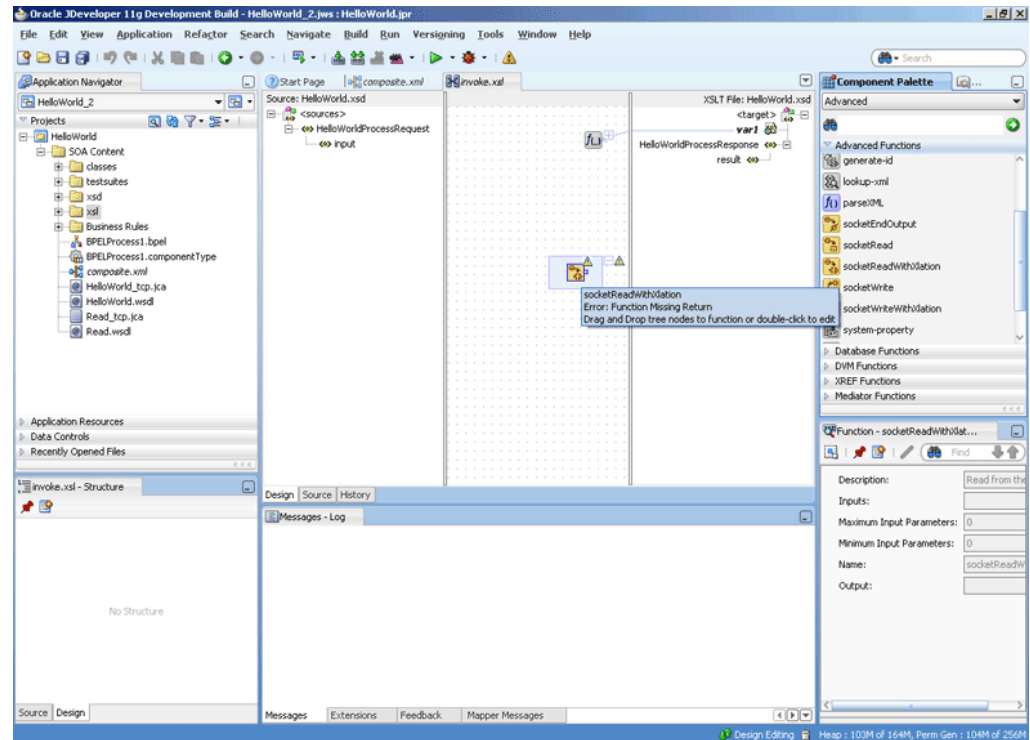 Oracle JDeveloper 11g Development Build - HelloWorld_2.jws : HelloWorld.jpr
File Edit View Application Refactor Search Navigate Build Run Versioning Tools Window Help
Search
Application Navigator
HelloWorld_2
Projects
HelloWorld
SOA Content
classes
testsuites
xsd
xsl
Business Rules
BPELProcess1.bpel
BPELProcess1.componentType
composite.xml
HelloWorld_tcp.jca
HelloWorld.wsdl
Read_tcp.jca
Read.wsdl
Application Resources
Data Controls
Recently Opened Files
invoke.xsl - Structure
No Structure
Source Design
Start Page composite.xml invoke.xsl
Source: HelloWorld.xsd
XSLT File: HelloWorld.xsd
<sources>
HelloWorldProcessRequest
input
<target>
var1
HelloWorldProcessResponse
result
socketReadWithXlation
Error: Function Missing Return
Drag and Drop tree nodes to function or double-click to edit
Design Source History
Messages - Log
Messages Extensions Feedback Mapper Messages
Component Palette
Advanced
Advanced Functions
generate-id
lookup-xml
parseXML
socketEndOutput
socketRead
socketReadWithXlation
socketWrite
socketWriteWithXlation
system-property
Database Functions
DVM Functions
XREF Functions
Mediator Functions
Function - socketReadWithXlat...
Find
Description: Read from the
Inputs:
Maximum Input Parameters: 0
Minimum Input Parameters: 0
Name: socketReadW
Output:
Design Editing Heap : 103M of 164M, Perm Gen : 104M of 256M